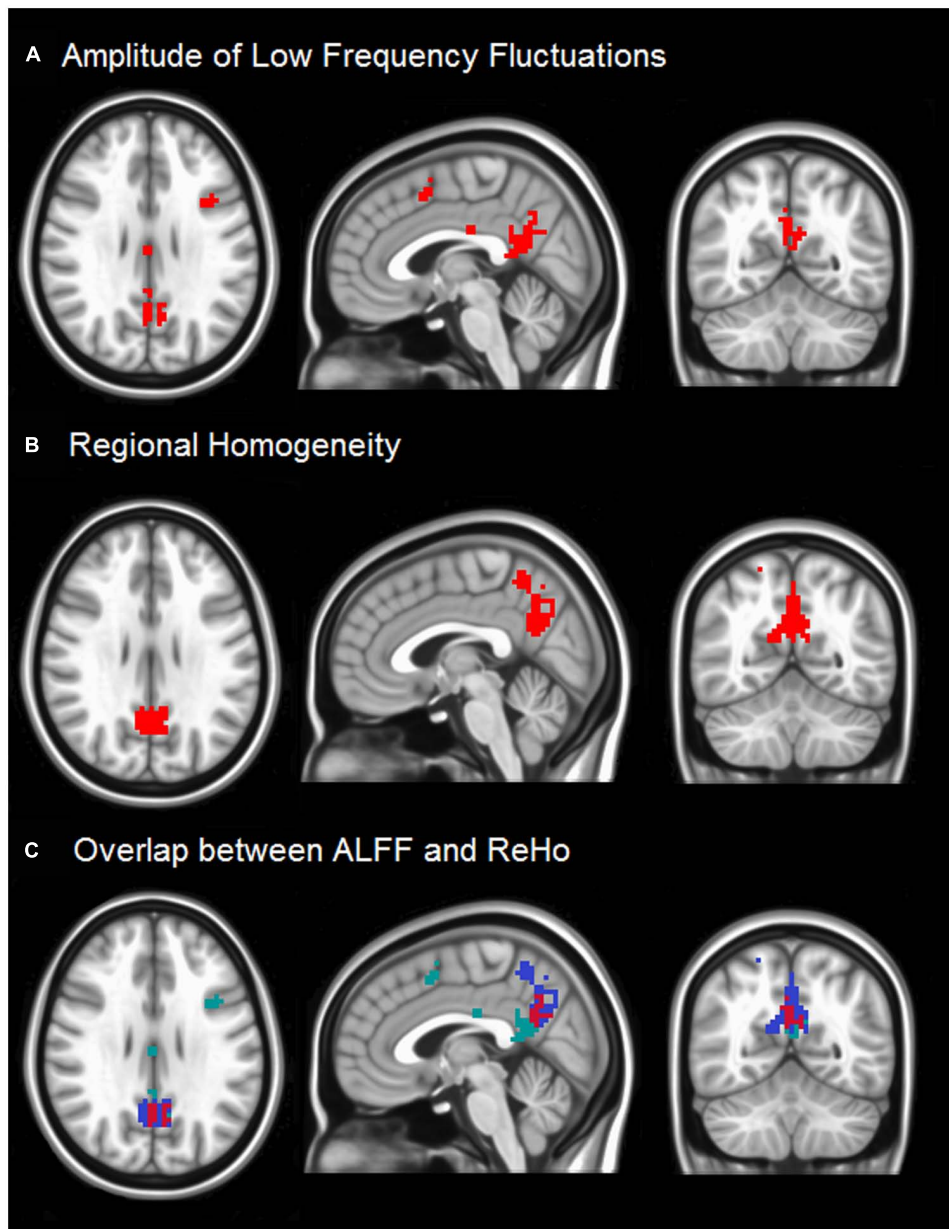 A Amplitude of Low Frequency Fluctuations
B Regional Homogeneity
C Overlap between ALFF and ReHo